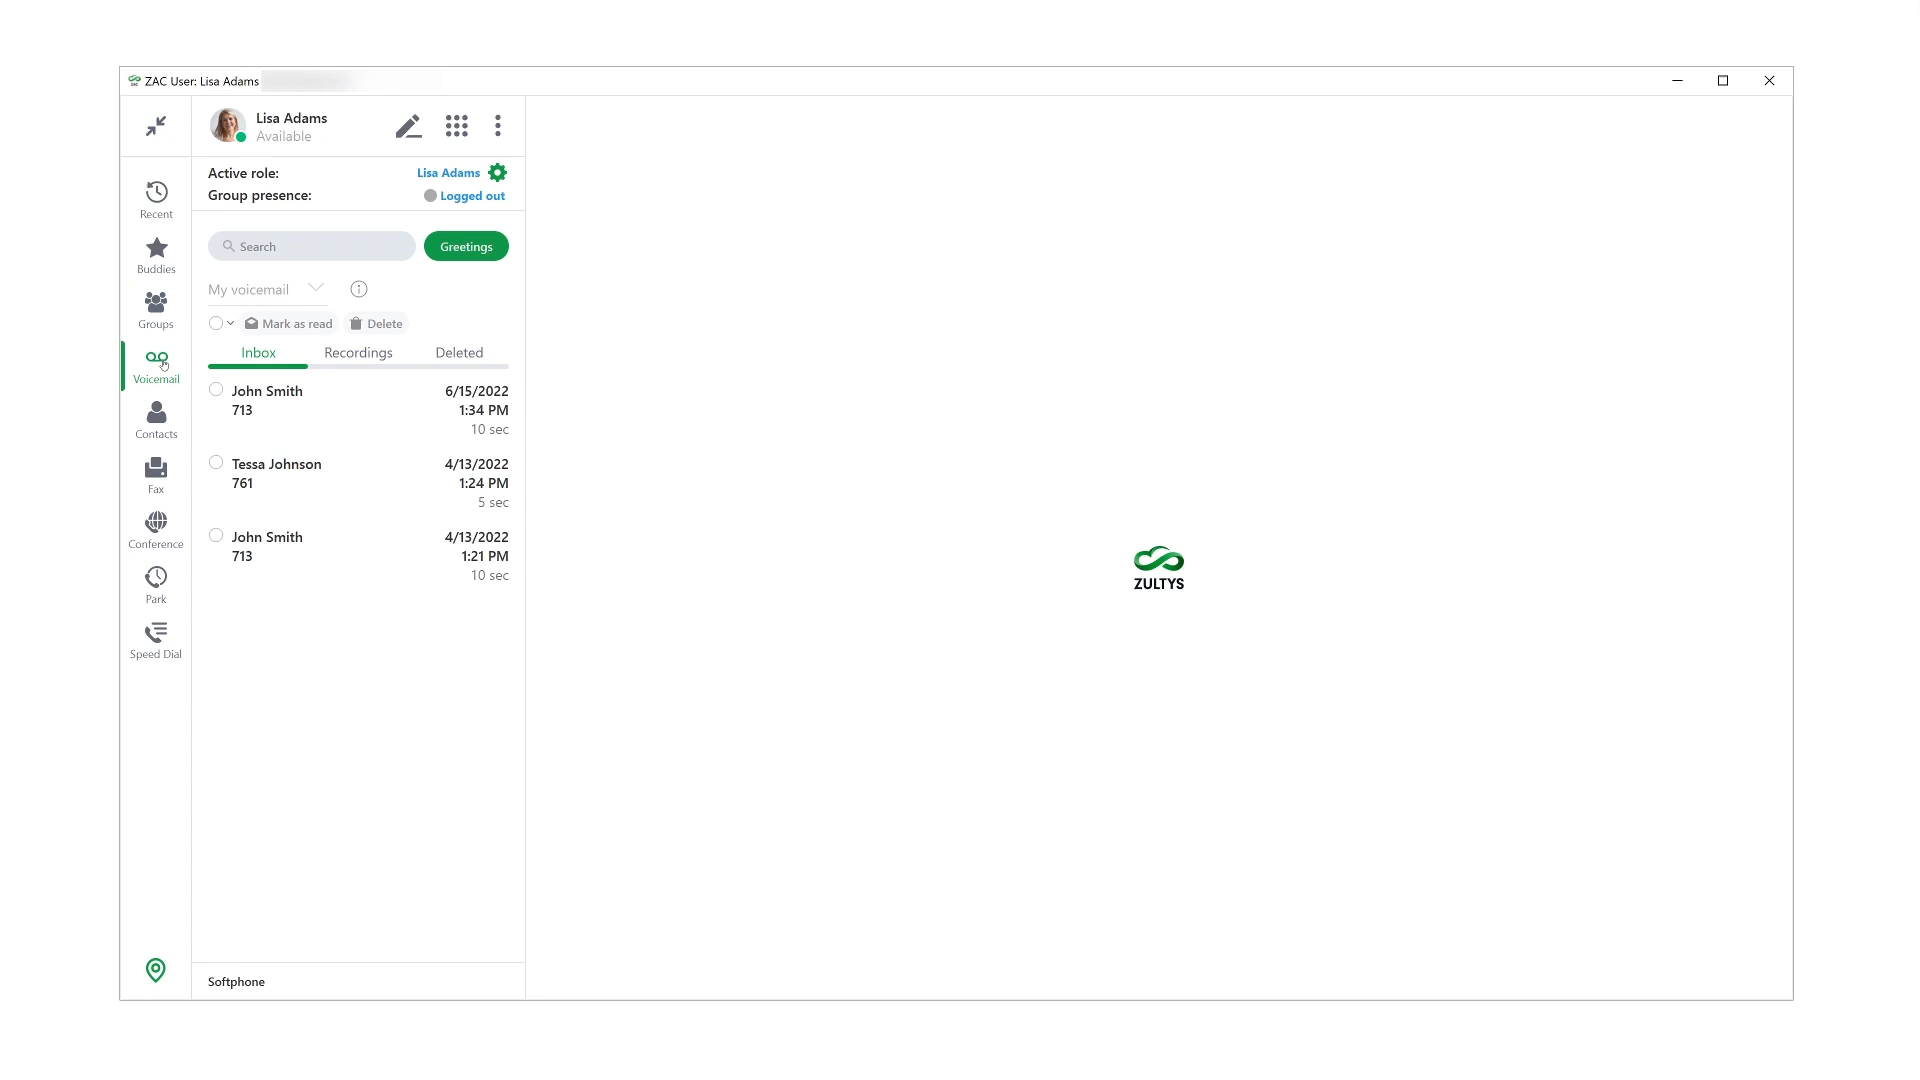 ZAC User: Lisa Adams
Lisa Adams
Available
Active role: Lisa Adams
Group presence: Logged out
Recent
Buddies
Groups
Voicemail
Contacts
Fax
Conference
Park
Speed Dial
Search
Greetings
My voicemail
Mark as read Delete
Inbox Recordings Deleted
John Smith 6/15/2022
713 1:34 PM
10 sec
Tessa Johnson 4/13/2022
761 1:24 PM
5 sec
John Smith 4/13/2022
713 1:21 PM
10 sec
ZULTYS
Softphone